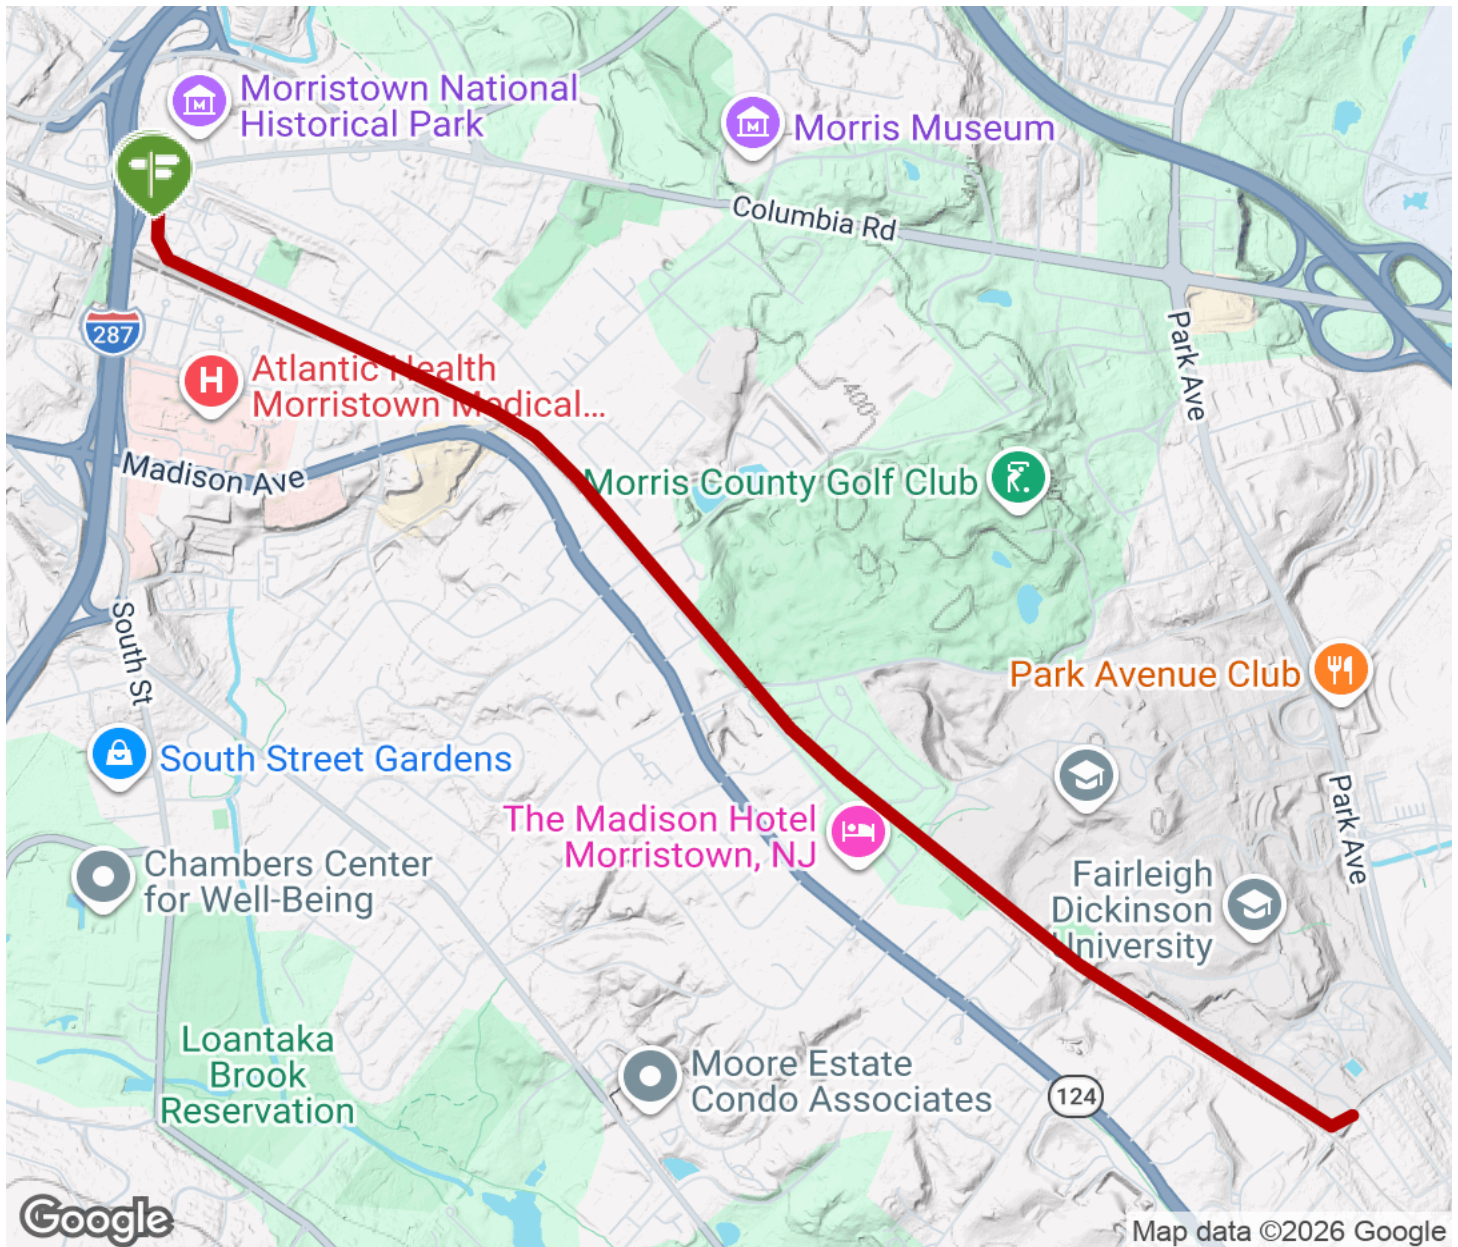 Morristown National
Historical Park
Morris Museum
Columbia Rd
287
Park Ave
Atlantic Health
Morristown Medical...
400'
400'
Madison Ave
Morris County Golf Club
South St
Park Avenue Club
South Street Gardens
Park Ave
The Madison Hotel
Morristown, NJ
Chambers Center
for Well-Being
Fairleigh
Dickinson
University
Loantaka
Brook
Reservation
Moore Estate
Condo Associates
124
Google
Map data ©2026 Google